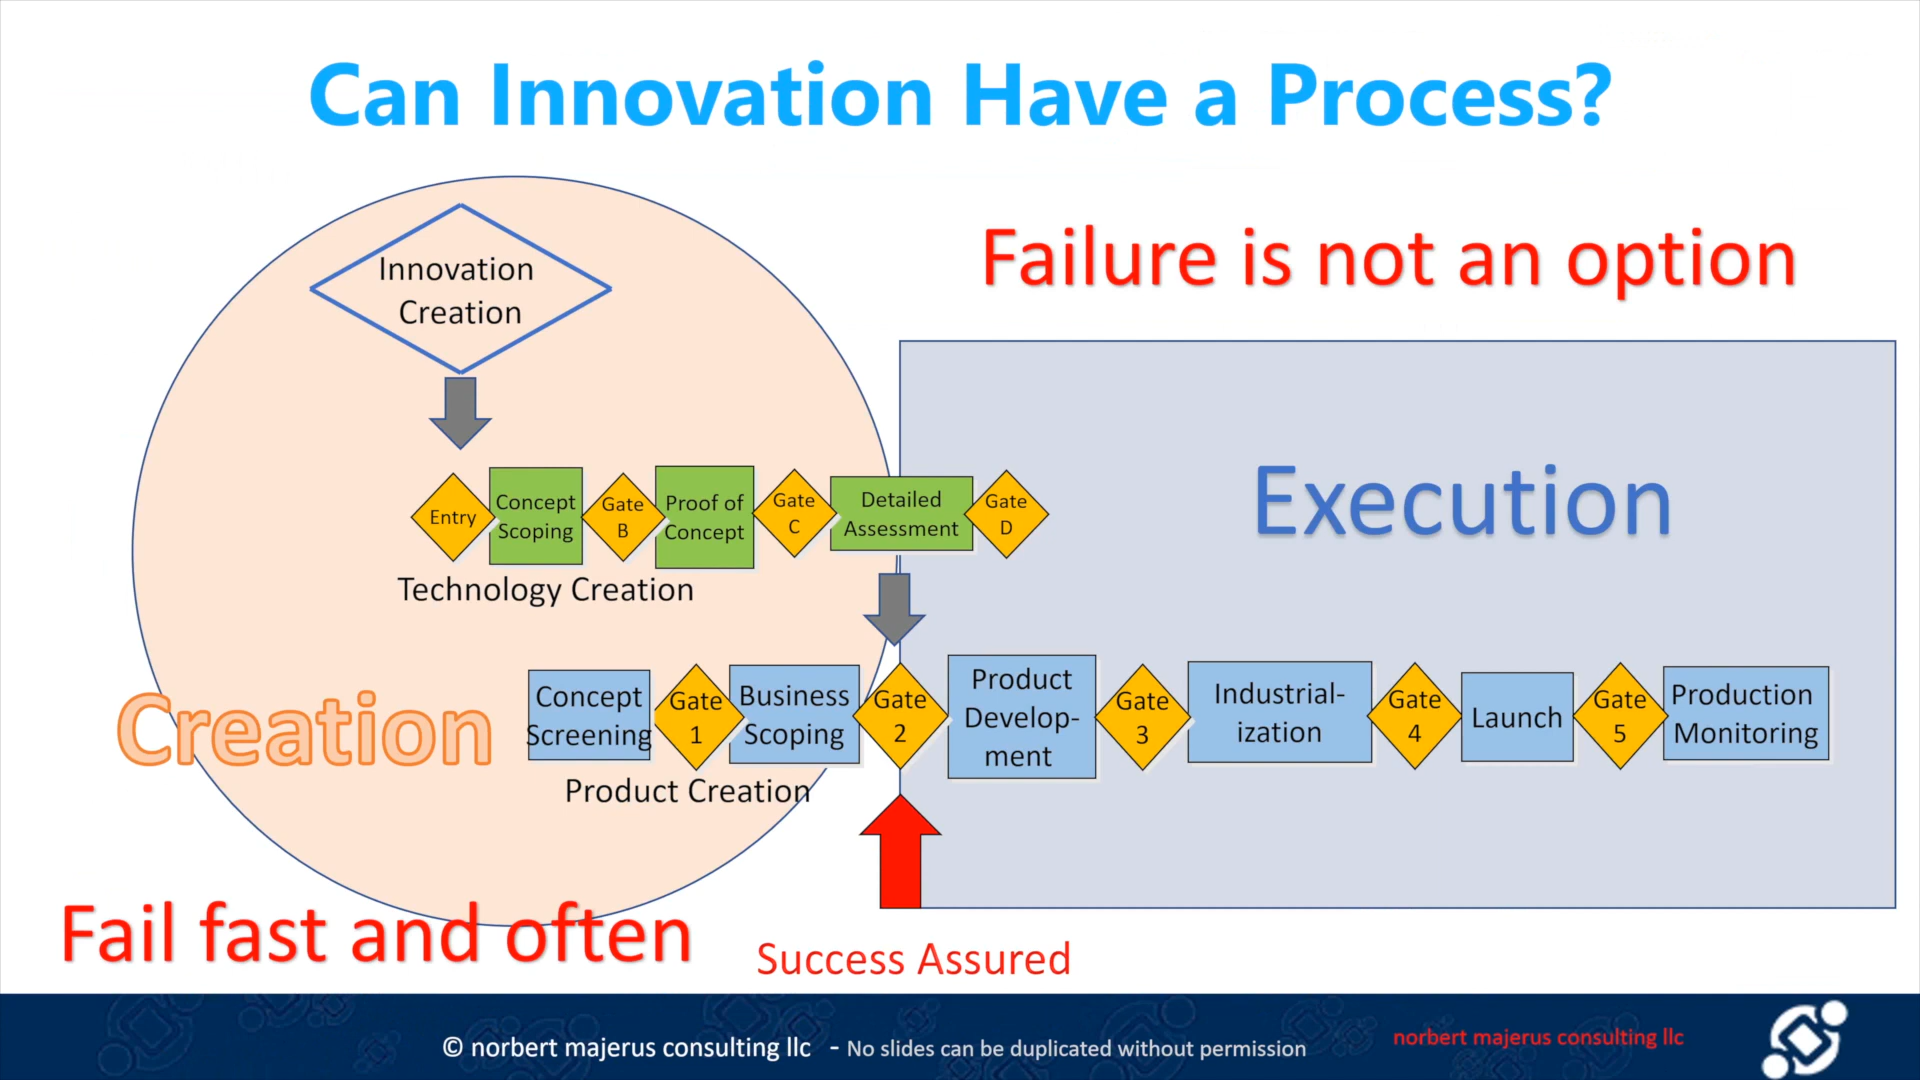 Can Innovation Have a Process?
Innovation
Creation
Failure is not an option
Execution
Entry
Concept
Scoping
Gate
B
Proof of
Concept
Gate
C
Detailed
Assessment
Gate
D
Technology Creation
Creation
Concept
Screening
Gate
1
Business
Scoping
Gate
2
Product
Develop-
ment
Gate
3
Industrial-
ization
Gate
4
Launch
Gate
5
Production
Monitoring
Product Creation
Fail fast and often
Success Assured
© norbert majerus consulting llc - No slides can be duplicated without permission
norbert majerus consulting llc